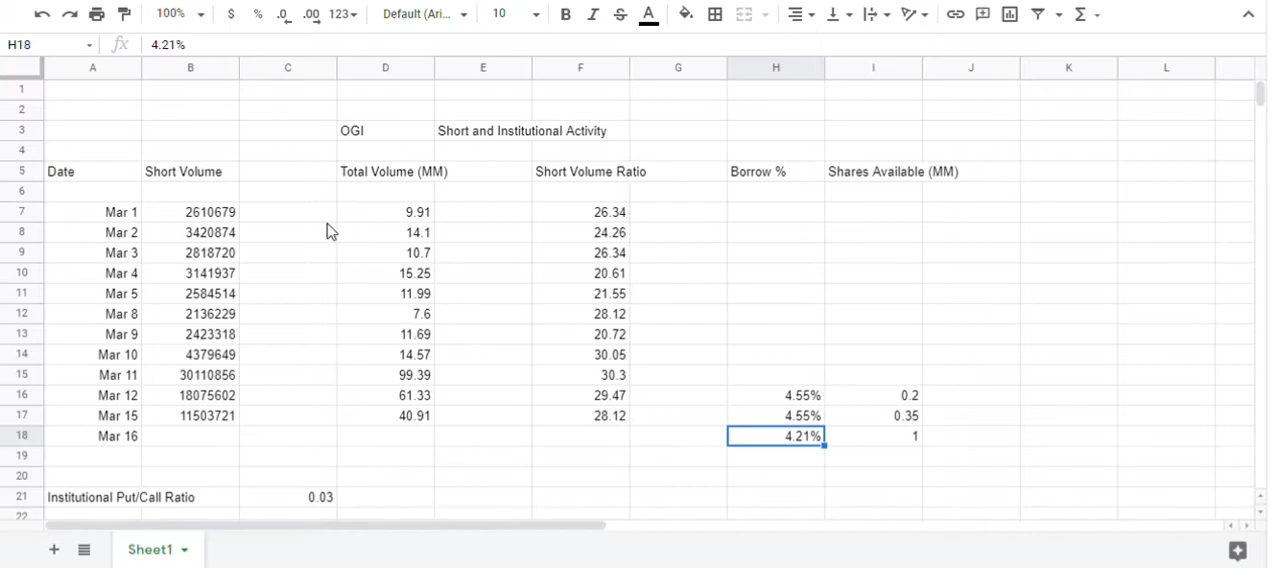 100% $ % .0 .00 123 Default (Ari... 10 B I S A
H18 fx 4.21%
A B C D E F G H I J K L
1
2
3 OGI Short and Institutional Activity
4
5 Date Short Volume Total Volume (MM) Short Volume Ratio Borrow % Shares Available (MM)
6
7 Mar 1 2610679 9.91 26.34
8 Mar 2 3420874 14.1 24.26
9 Mar 3 2818720 10.7 26.34
10 Mar 4 3141937 15.25 20.61
11 Mar 5 2584514 11.99 21.55
12 Mar 8 2136229 7.6 28.12
13 Mar 9 2423318 11.69 20.72
14 Mar 10 4379649 14.57 30.05
15 Mar 11 30110856 99.39 30.3
16 Mar 12 18075602 61.33 29.47 4.55% 0.2
17 Mar 15 11503721 40.91 28.12 4.55% 0.35
18 Mar 16 4.21% 1
19
20
21 Institutional Put/Call Ratio 0.03
22
Sheet1